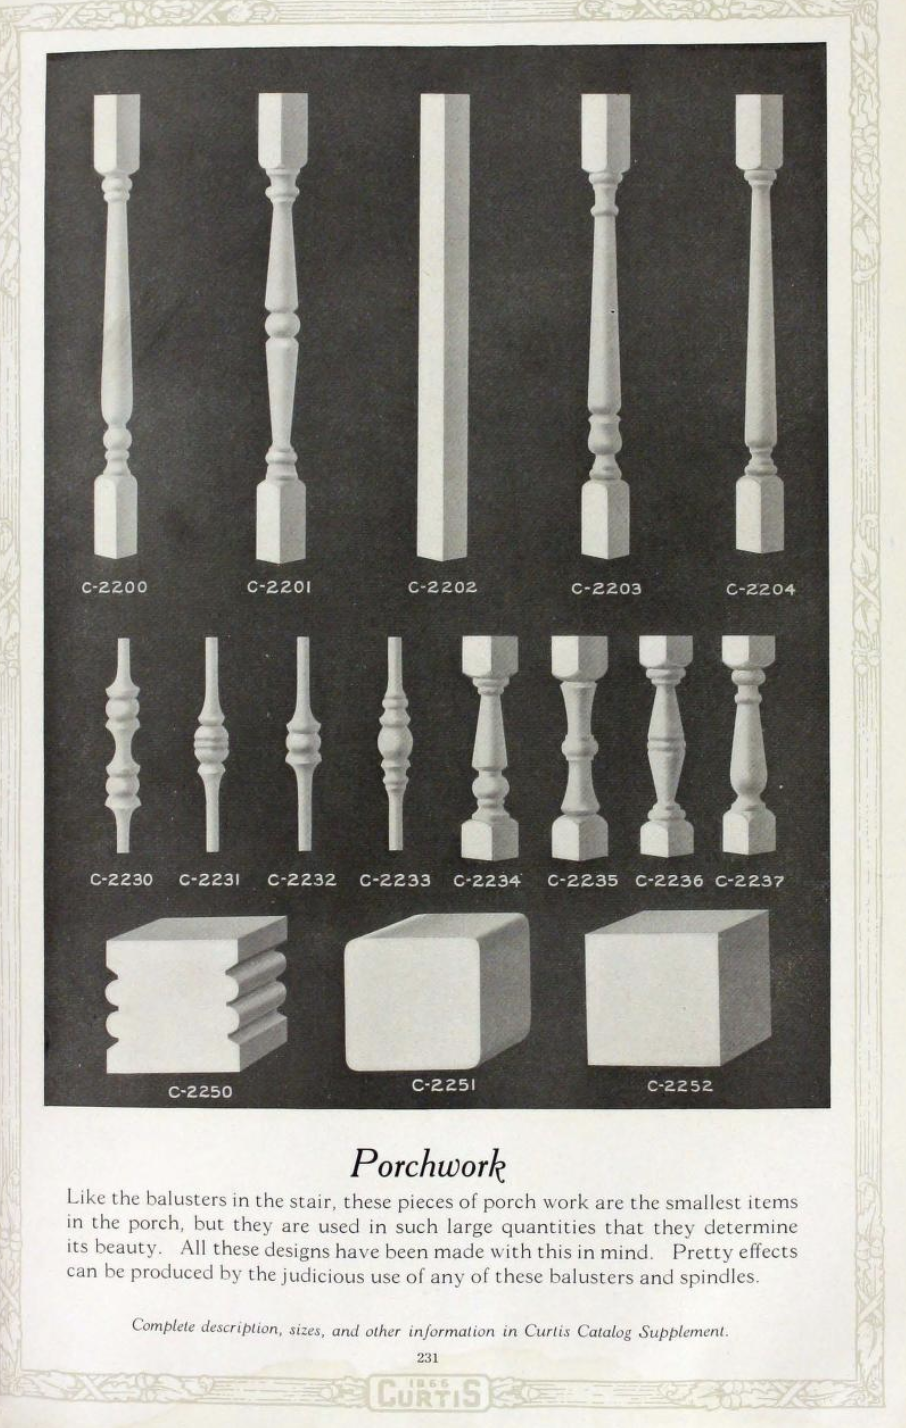 C-2200 C-2201 C-2202 C-2203 C-2204
C-2230 C-2231 C-2232 C-2233 C-2234 C-2235 C-2236 C-2237
C-2250 C-2251 C-2252
Porchwork
Like the balusters in the stair, these pieces of porch work are the smallest items
in the porch, but they are used in such large quantities that they determine
its beauty. All these designs have been made with this in mind. Pretty effects
can be produced by the judicious use of any of these balusters and spindles.
Complete description, sizes, and other information in Curtis Catalog Supplement.
231
1866
CURTIS